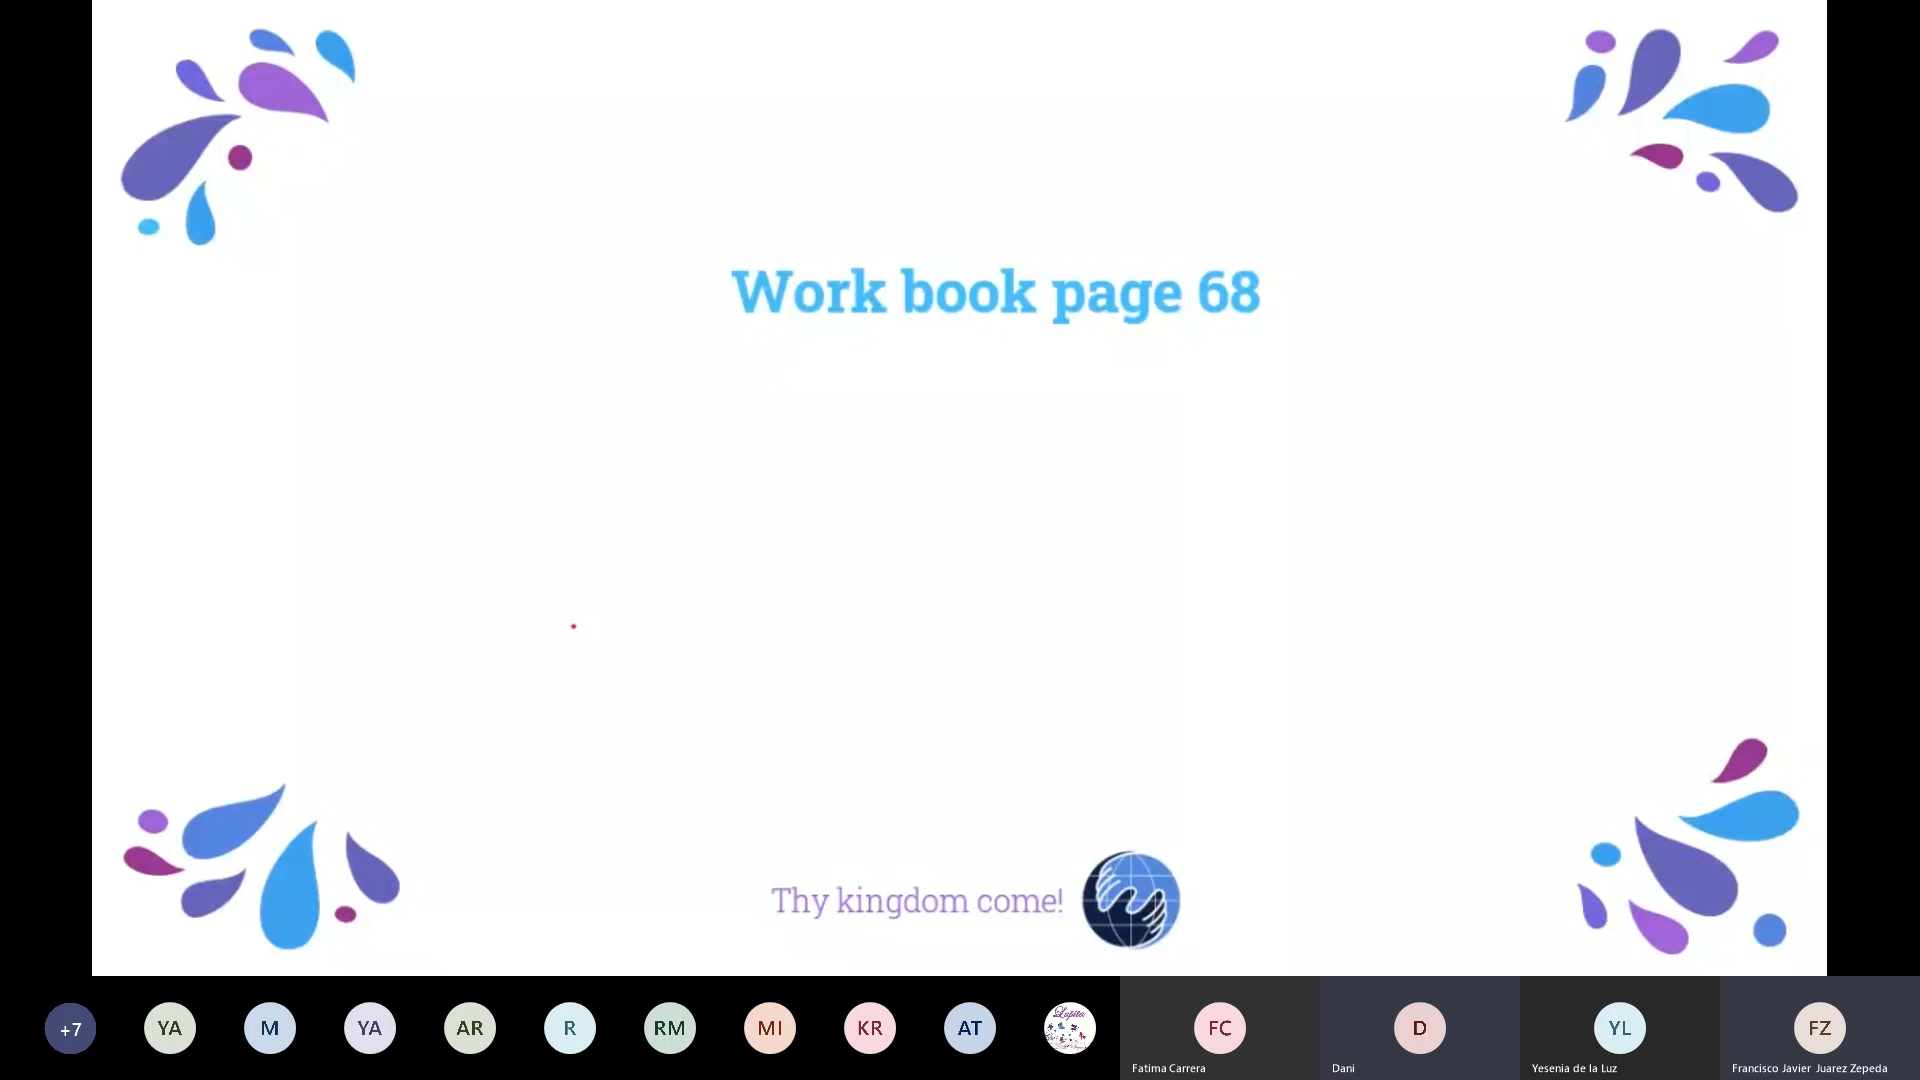 Work book page 68
Thy kingdom come!
+7
YA
M
YA
AR
R
RM
MI
KR
AT
Lupita
FC
D
YL
FZ
Fatima Carrera
Dani
Yesenia de la Luz
Francisco Javier Juarez Zepeda